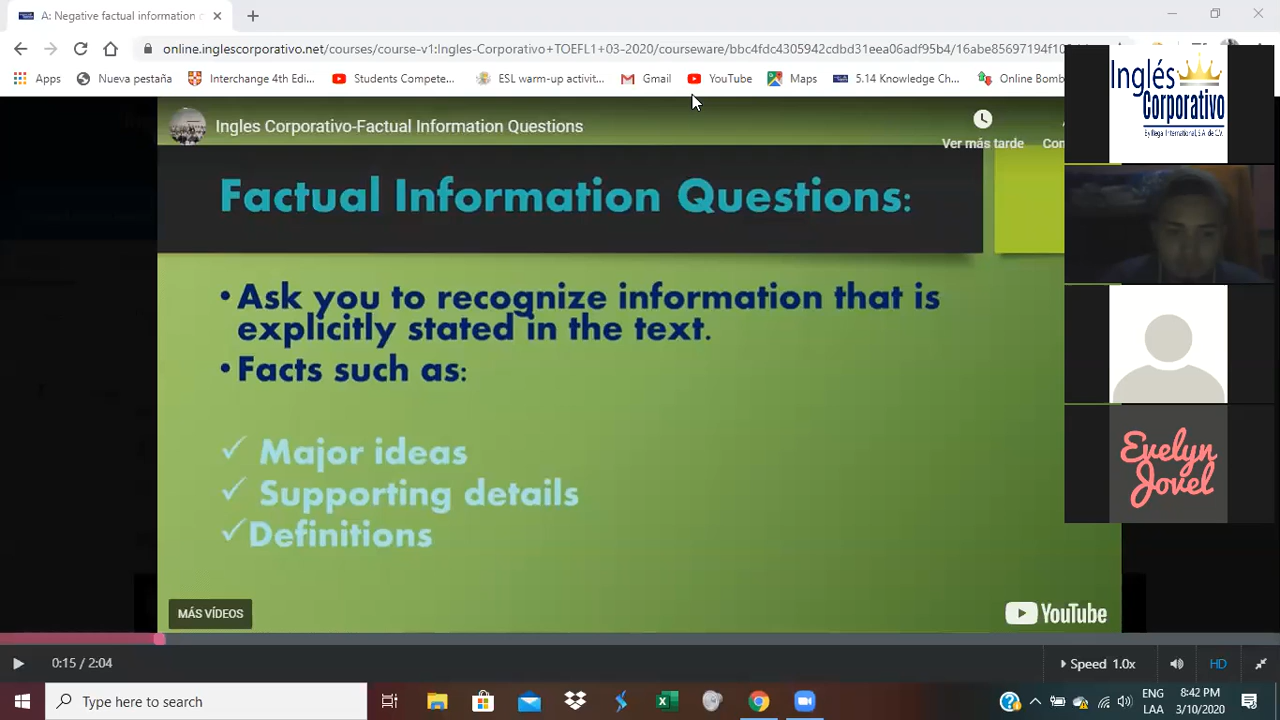 A: Negative factual information
online.inglescorporativo.net/courses/course-v1:Ingles-Corporativo+TOEFL1+03-2020/courseware/bbc4fdc4305942cdbd31eea06adf95b4/
Apps
Nueva pestaña
Interchange 4th Edi...
Students Compete...
ESL warm-up activit...
Gmail
YouTube
Maps
5.14 Knowledge Ch...
Online Bomb
Inglés
Corporativo
Ingles Corporativo-Factual Information Questions
Ver más tarde
Factual Information Questions:
• Ask you to recognize information that is
explicitly stated in the text.
• Facts such as:
✓ Major ideas
✓ Supporting details
✓ Definitions
Evelyn
Jovel
MÁS VÍDEOS
YouTube
0:15 / 2:04
Speed 1.0x
HD
Type here to search
ENG
LAA
8:42 PM
3/10/2020